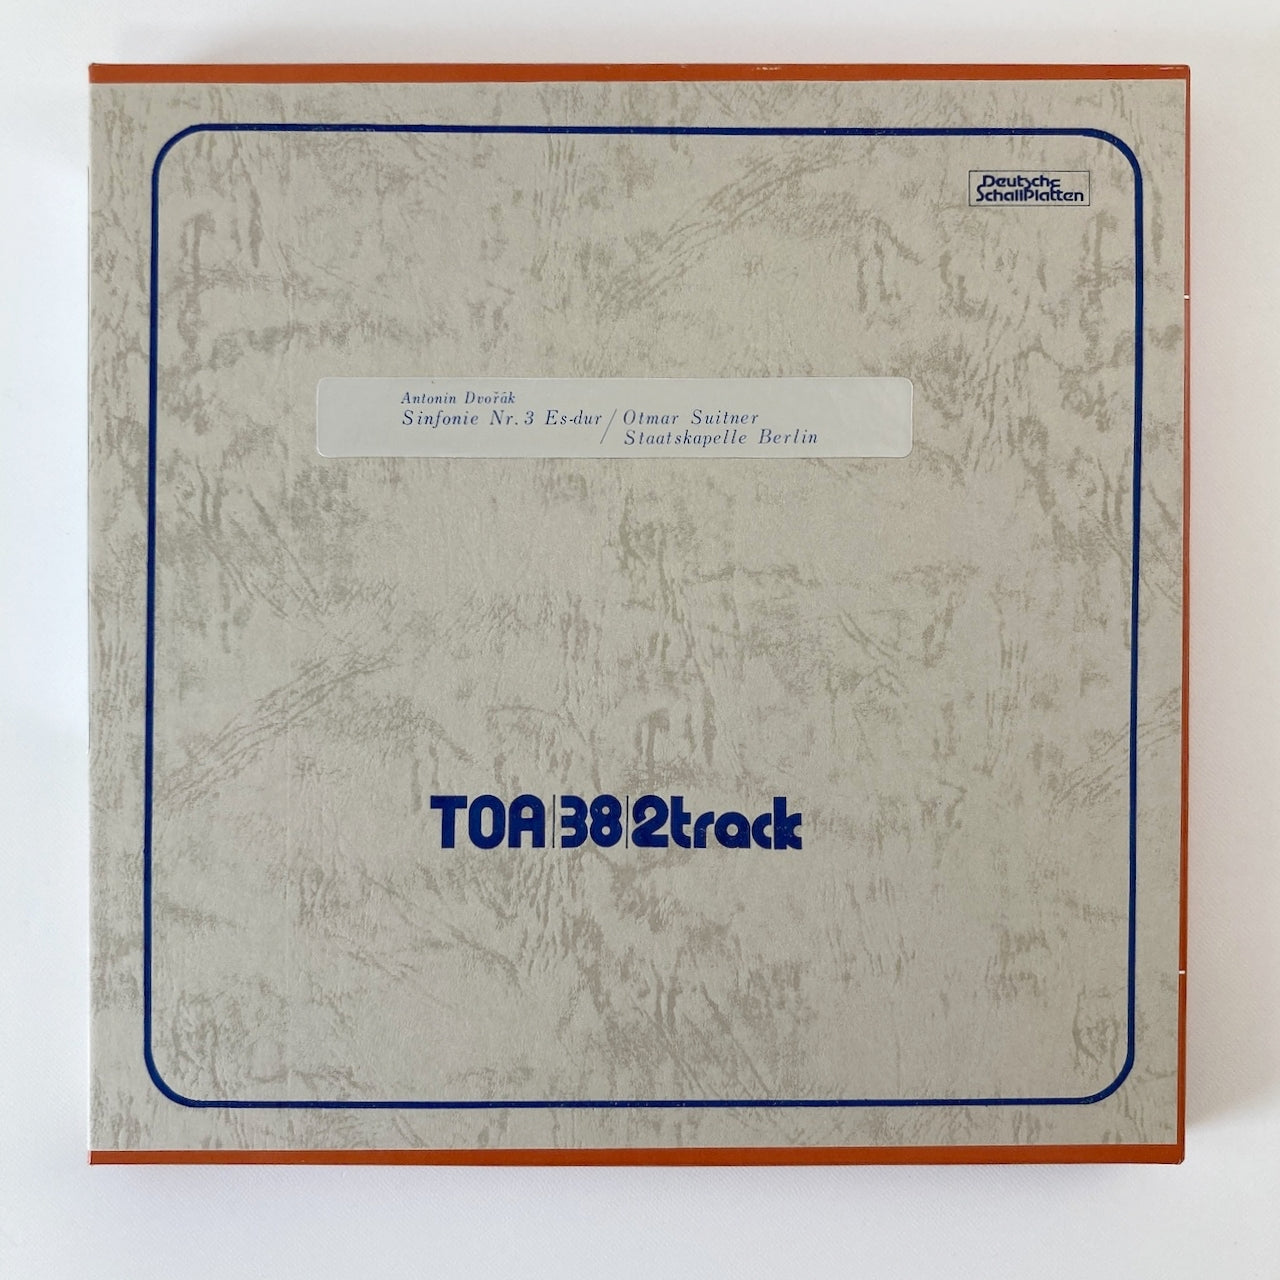 Deutsche
SchallPlatten
Antonin Dvořák
Sinfonie Nr. 3 Es-dur / Otmar Suitner
Staatskapelle Berlin
TOA|38|2track